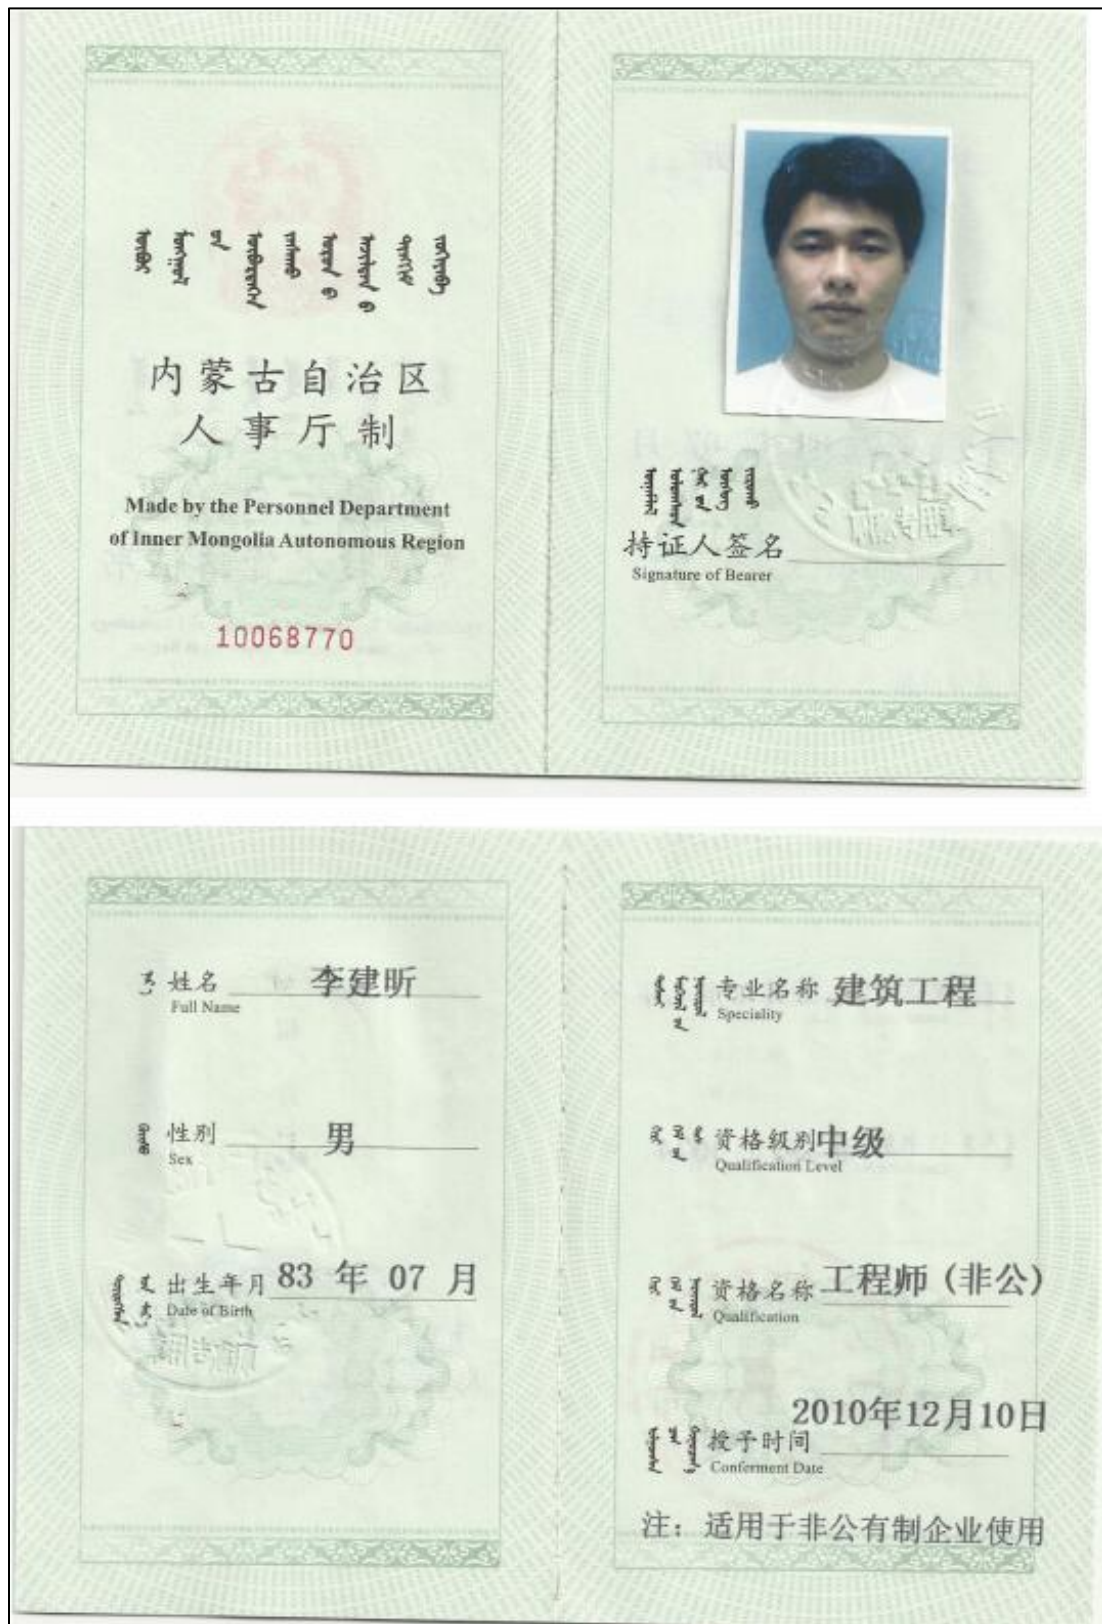 内蒙古自治区
人事厅制
Made by the Personnel Department
of Inner Mongolia Autonomous Region
10068770
持证人签名
Signature of Bearer
姓名 李建昕
Full Name
性别 男
Sex
出生年月 83 年 07 月
Date of Birth
专业名称 建筑工程
Speciality
资格级别 中级
Qualification Level
资格名称 工程师（非公）
Qualification
2010年12月10日
授予时间
Conferment Date
注：适用于非公有制企业使用